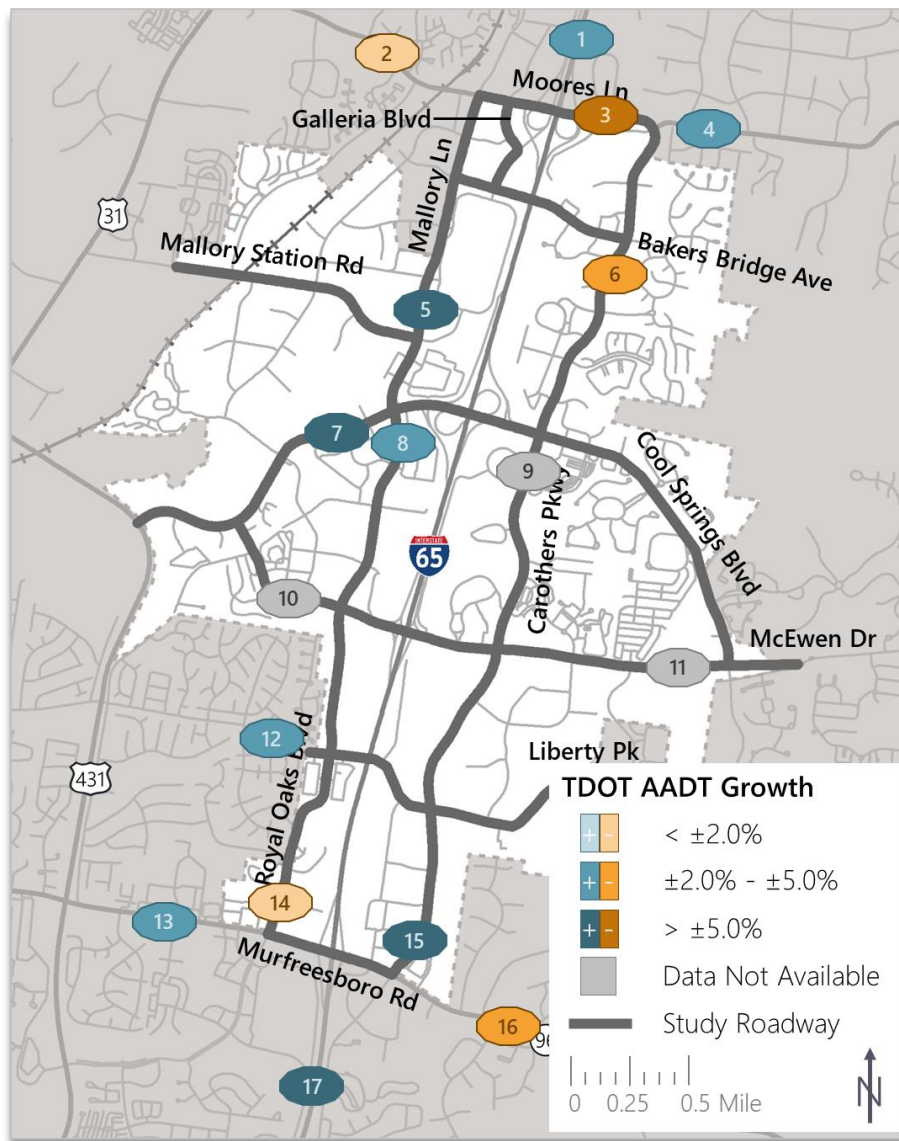 1
2
Moores Ln
3
Galleria Blvd
4
Mallory Ln
31
Mallory Station Rd
Bakers Bridge Ave
6
5
7
8
9
Cool Springs Blvd
Carothers Pkwy
INTERSTATE
65
10
McEwen Dr
11
12
Royal Oaks Blvd
Liberty Pk
431
14
13
15
Murfreesboro Rd
16
96
17
TDOT AADT Growth
+ - < ±2.0%
+ - ±2.0% - ±5.0%
+ - > ±5.0%
Data Not Available
Study Roadway
0 0.25 0.5 Mile
N